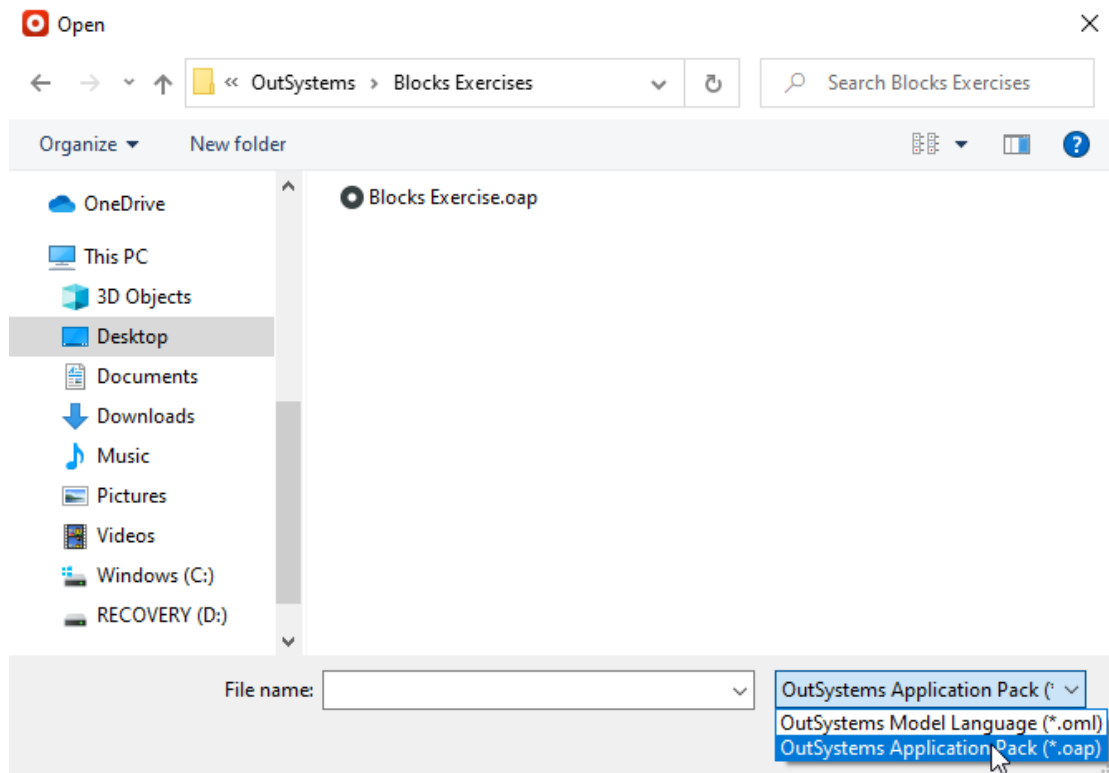 Open
« OutSystems › Blocks Exercises
Search Blocks Exercises
Organize
New folder
?
OneDrive
This PC
3D Objects
Desktop
Documents
Downloads
Music
Pictures
Videos
Windows (C:)
RECOVERY (D:)
Blocks Exercise.oap
File name:
OutSystems Application Pack (*
OutSystems Model Language (*.oml)
OutSystems Application Pack (*.oap)